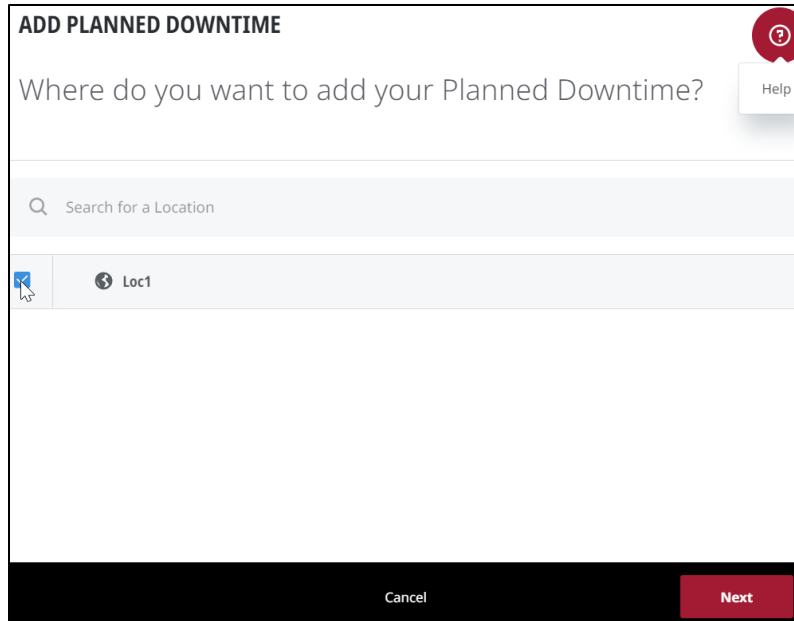 ADD PLANNED DOWNTIME
Where do you want to add your Planned Downtime?
Help
Search for a Location
Loc1
Cancel
Next